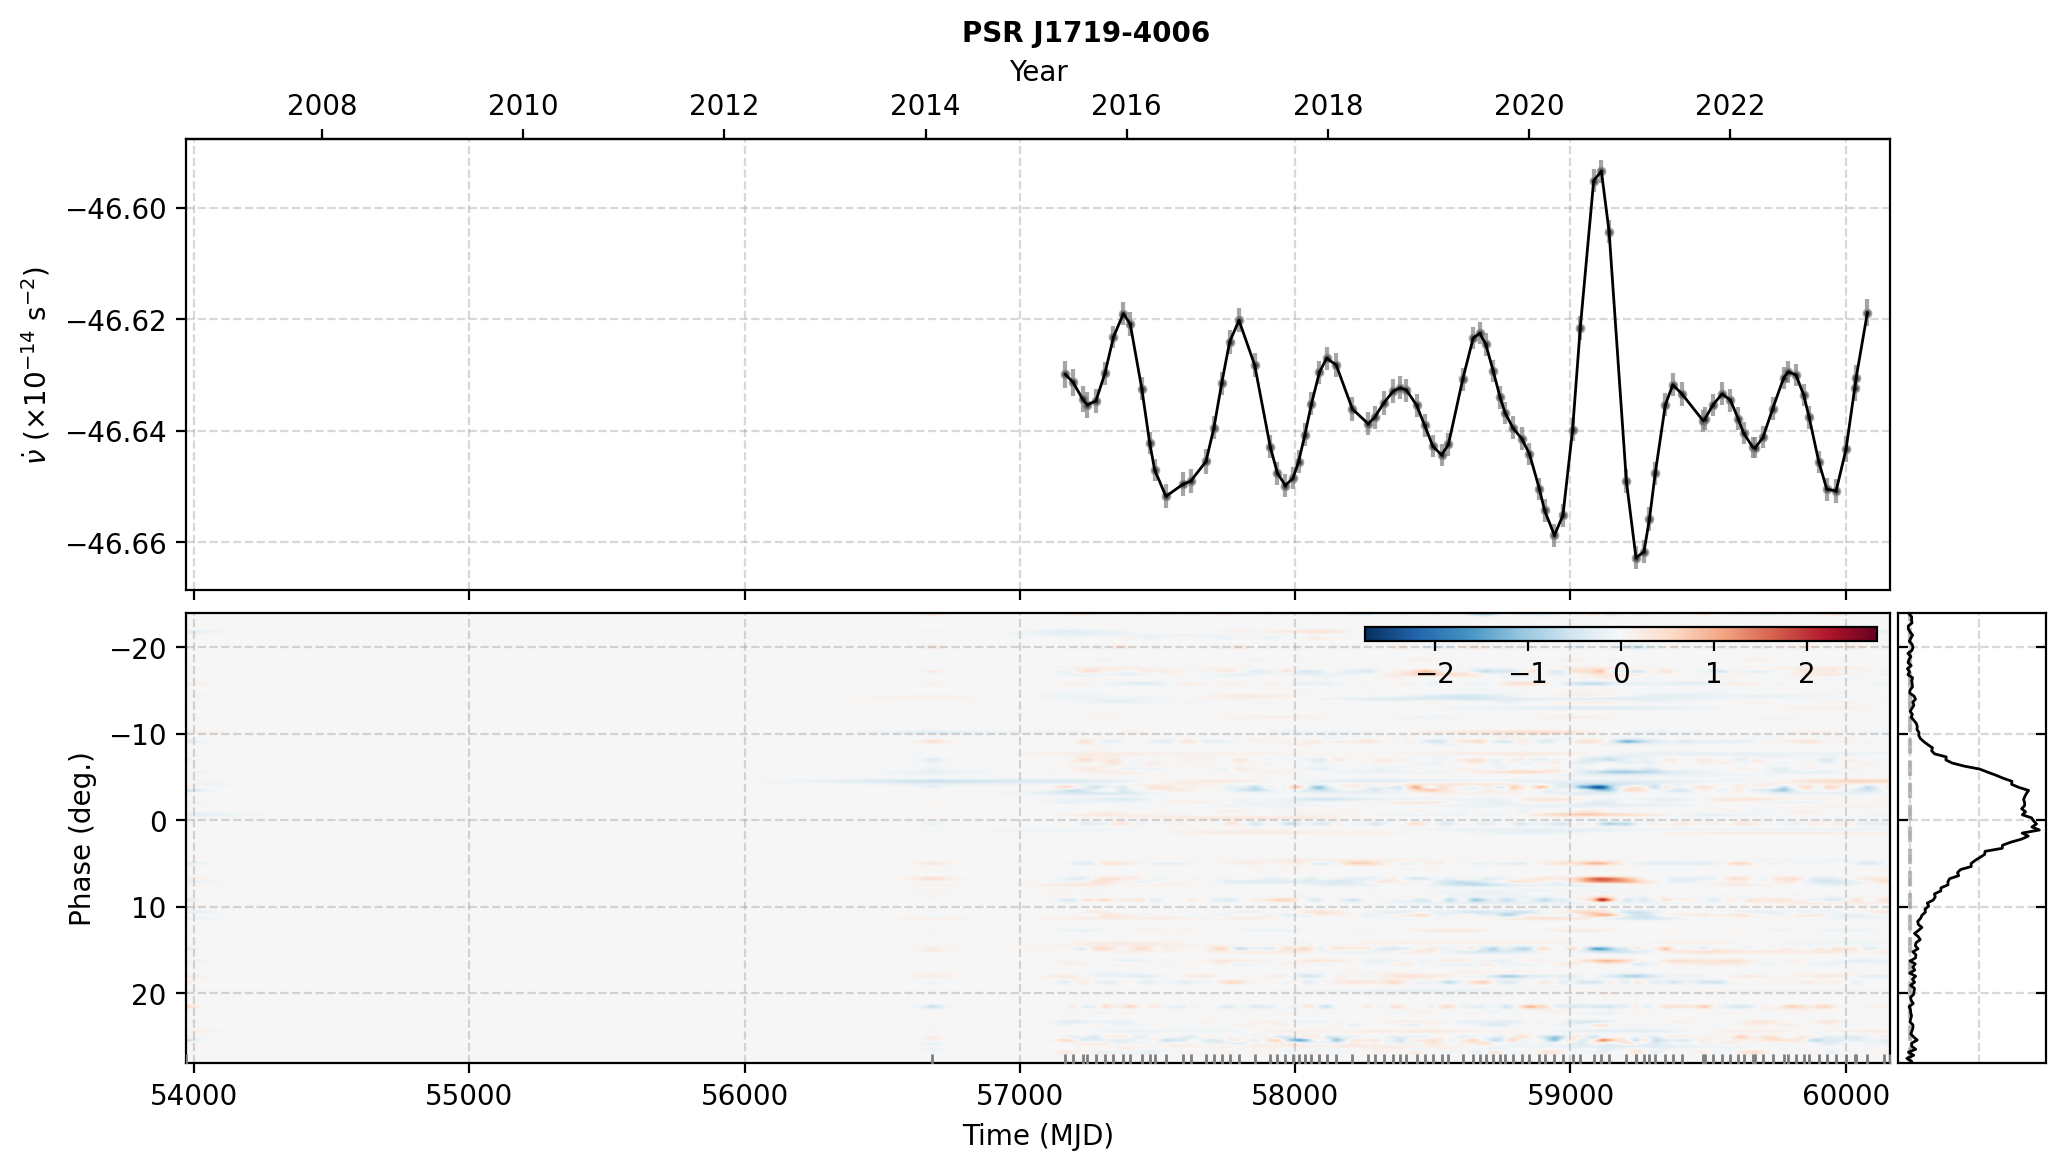 PSR J1719-4006
Year
2008 2010 2012 2014 2016 2018 2020 2022
−46.60
−46.62
−46.64
−46.66
ν̇ (×10⁻¹⁴ s⁻²)
−2 −1 0 1 2
−20
−10
0
10
20
Phase (deg.)
54000 55000 56000 57000 58000 59000 60000
Time (MJD)